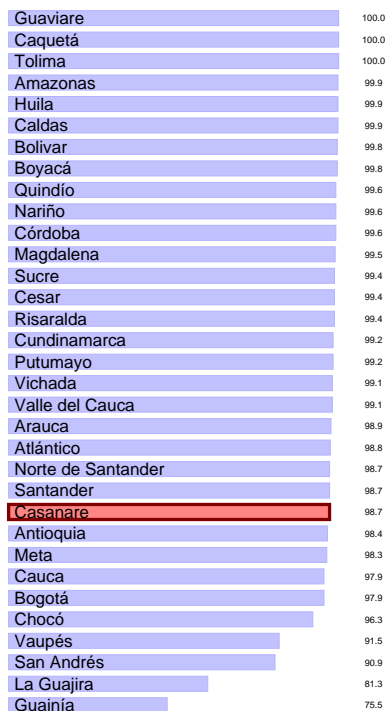 Guaviare 100.0
Caquetá 100.0
Tolima 100.0
Amazonas 99.9
Huila 99.9
Caldas 99.9
Bolivar 99.8
Boyacá 99.8
Quindío 99.6
Nariño 99.6
Córdoba 99.6
Magdalena 99.5
Sucre 99.4
Cesar 99.4
Risaralda 99.4
Cundinamarca 99.2
Putumayo 99.2
Vichada 99.1
Valle del Cauca 99.1
Arauca 98.9
Atlántico 98.8
Norte de Santander 98.7
Santander 98.7
Casanare 98.7
Antioquia 98.4
Meta 98.3
Cauca 97.9
Bogotá 97.9
Chocó 96.3
Vaupés 91.5
San Andrés 90.9
La Guajira 81.3
Guainía 75.5